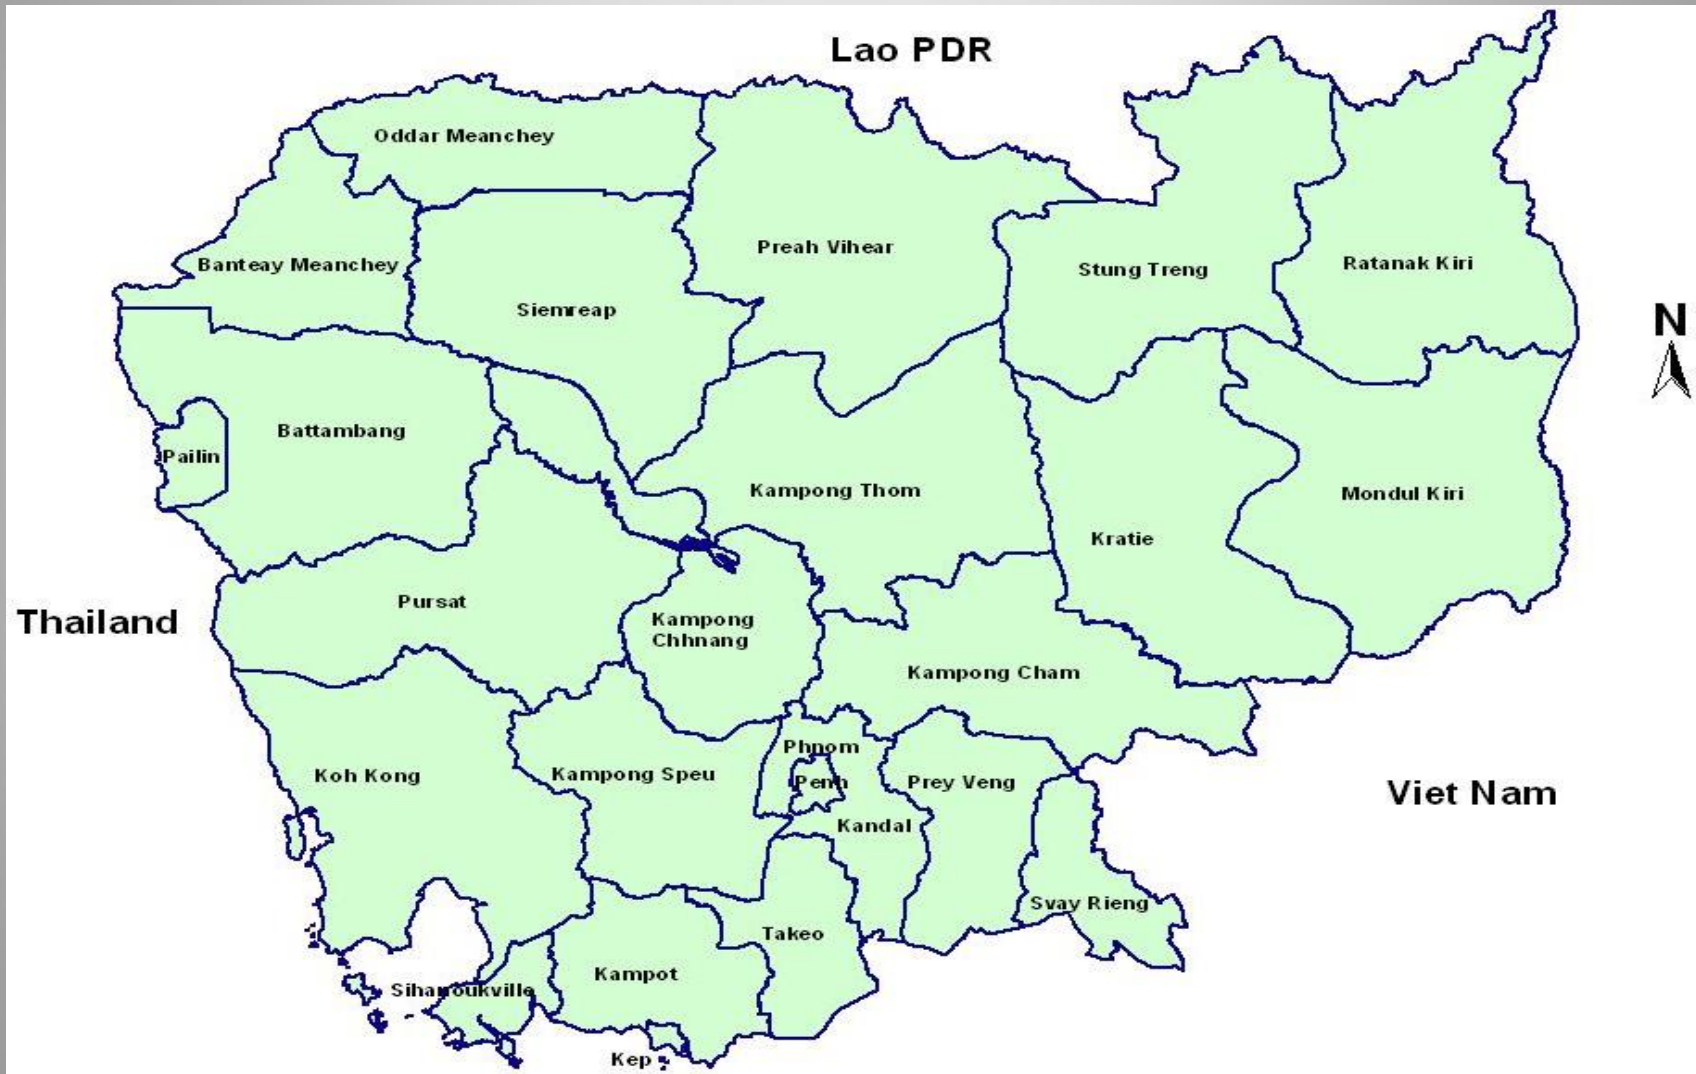 Lao PDR
Oddar Meanchey
Preah Vihear
Banteay Meanchey
Stung Treng
Ratanak Kiri
Siemreap
N
Battambang
Pailin
Kampong Thom
Mondul Kiri
Kratie
Pursat
Thailand
Kampong
Chhnang
Kampong Cham
Phnom
Penh
Koh Kong
Kampong Speu
Prey Veng
Viet Nam
Kandal
Svay Rieng
Takeo
Kampot
Sihanoukville
Kep